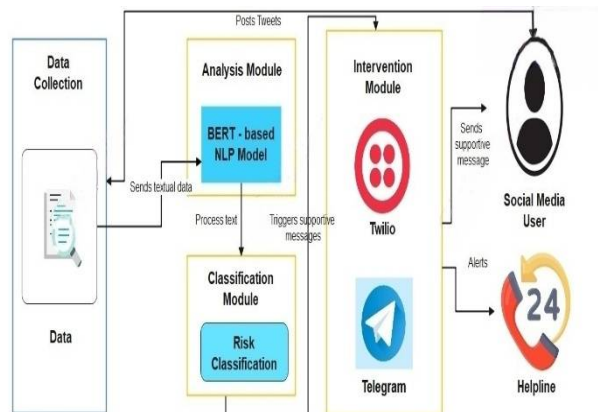 Posts Tweets
Data
Collection
Analysis Module
Intervention
Module
BERT - based
NLP Model
Sends
supportive
message
Sends textual data
Social Media
User
Process text
Triggers supportive
messages
Twilio
Alerts
Classification
Module
24
Risk
Classification
Data
Telegram
Helpline